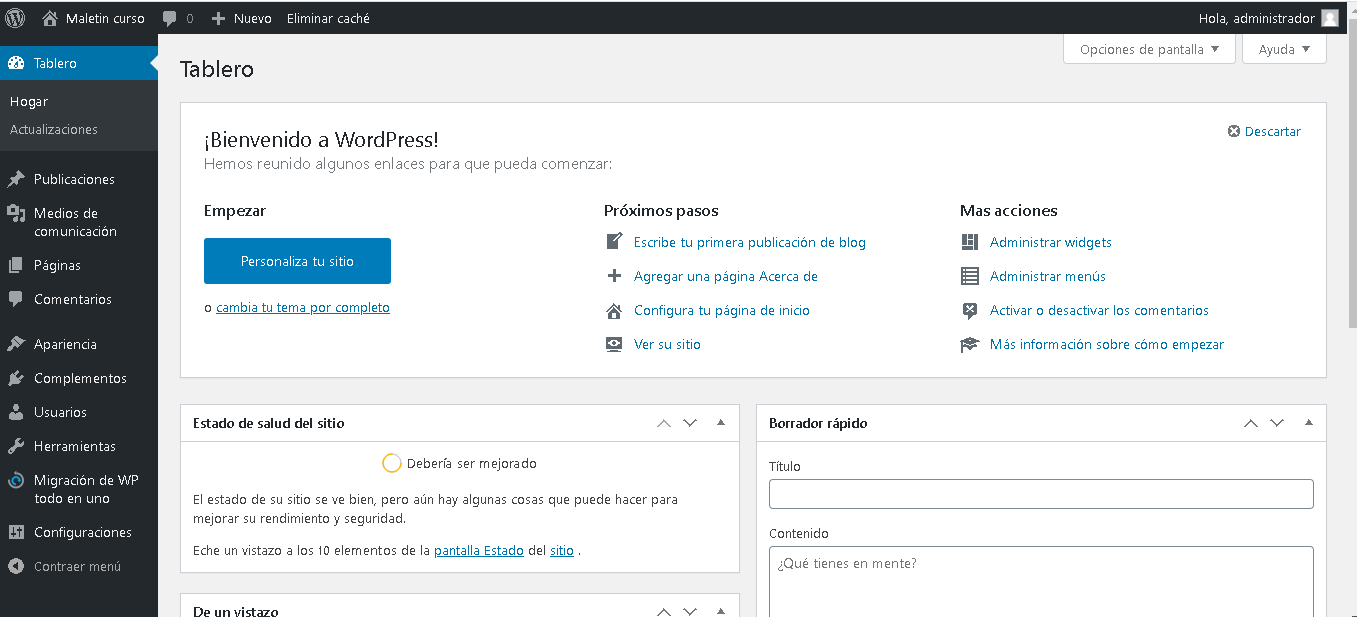 Maletin curso 0 Nuevo Eliminar caché Hola, administrador
Tablero
Hogar
Actualizaciones
Publicaciones
Medios de
comunicación
Páginas
Comentarios
Apariencia
Complementos
Usuarios
Herramientas
Migración de WP
todo en uno
Configuraciones
Contraer menú
Opciones de pantalla Ayuda
Tablero
¡Bienvenido a WordPress!
Hemos reunido algunos enlaces para que pueda comenzar:
Descartar
Empezar
Personaliza tu sitio
o cambia tu tema por completo
Próximos pasos
Escribe tu primera publicación de blog
Agregar una página Acerca de
Configura tu página de inicio
Ver su sitio
Mas acciones
Administrar widgets
Administrar menús
Activar o desactivar los comentarios
Más información sobre cómo empezar
Estado de salud del sitio
Debería ser mejorado
El estado de su sitio se ve bien, pero aún hay algunas cosas que puede hacer para
mejorar su rendimiento y seguridad.
Eche un vistazo a los 10 elementos de la pantalla Estado del sitio .
De un vistazo
Borrador rápido
Título
Contenido
¿Qué tienes en mente?